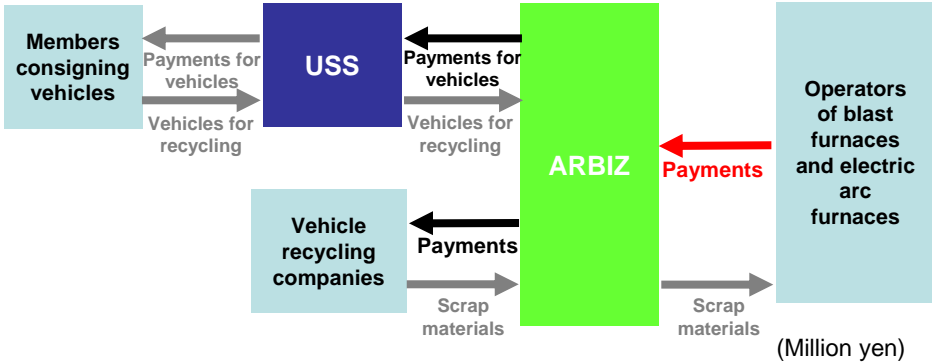 Members
consigning
vehicles
Payments for
vehicles
Vehicles for
recycling
USS
Payments for
vehicles
Vehicles for
recycling
ARBIZ
Payments
Operators
of blast
furnaces
and electric
arc
furnaces
Vehicle
recycling
companies
Payments
Scrap
materials
Scrap
materials
(Million yen)